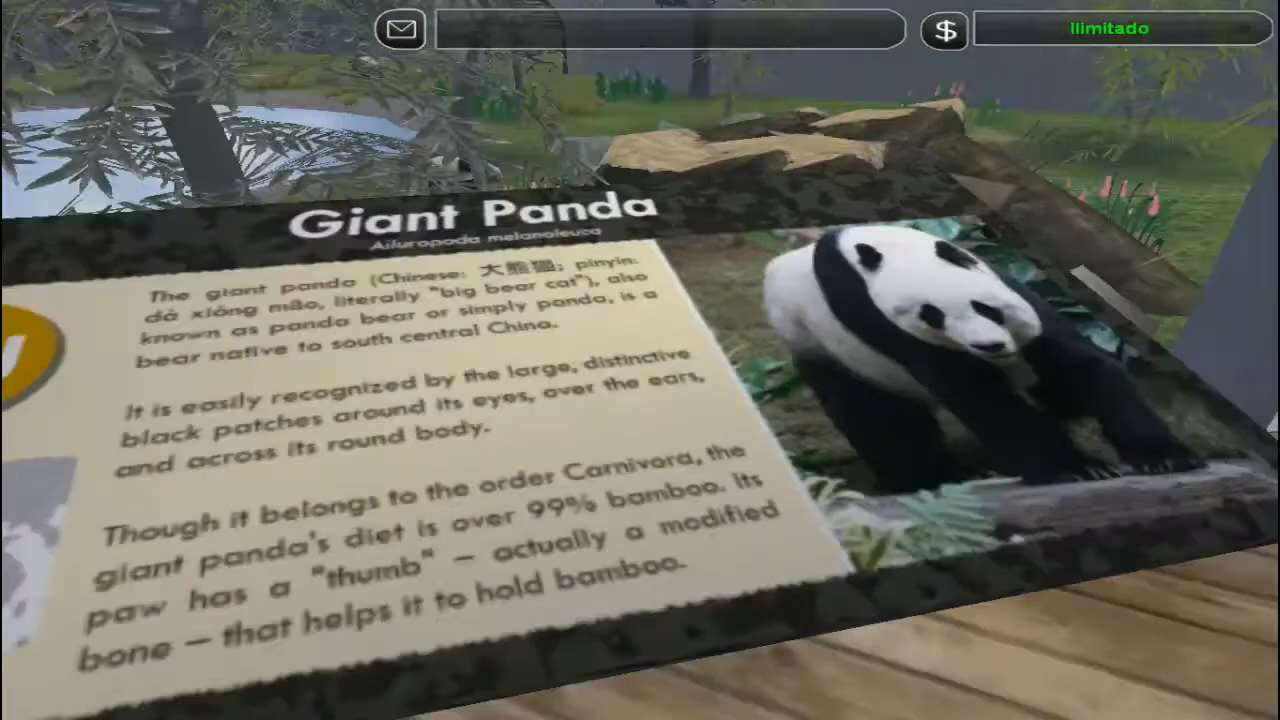 Ilimitado
Giant Panda
Ailuropoda melanoleuca
The giant panda (Chinese: 大熊猫; pinyin:
dà xióng māo, literally "big bear cat"), also
known as panda bear or simply panda, is a
bear native to south central China.
It is easily recognized by the large, distinctive
black patches around its eyes, over the ears,
and across its round body.
Though it belongs to the order Carnivora, the
giant panda's diet is over 99% bamboo. Its
paw has a "thumb" – actually a modified
bone – that helps it to hold bamboo.